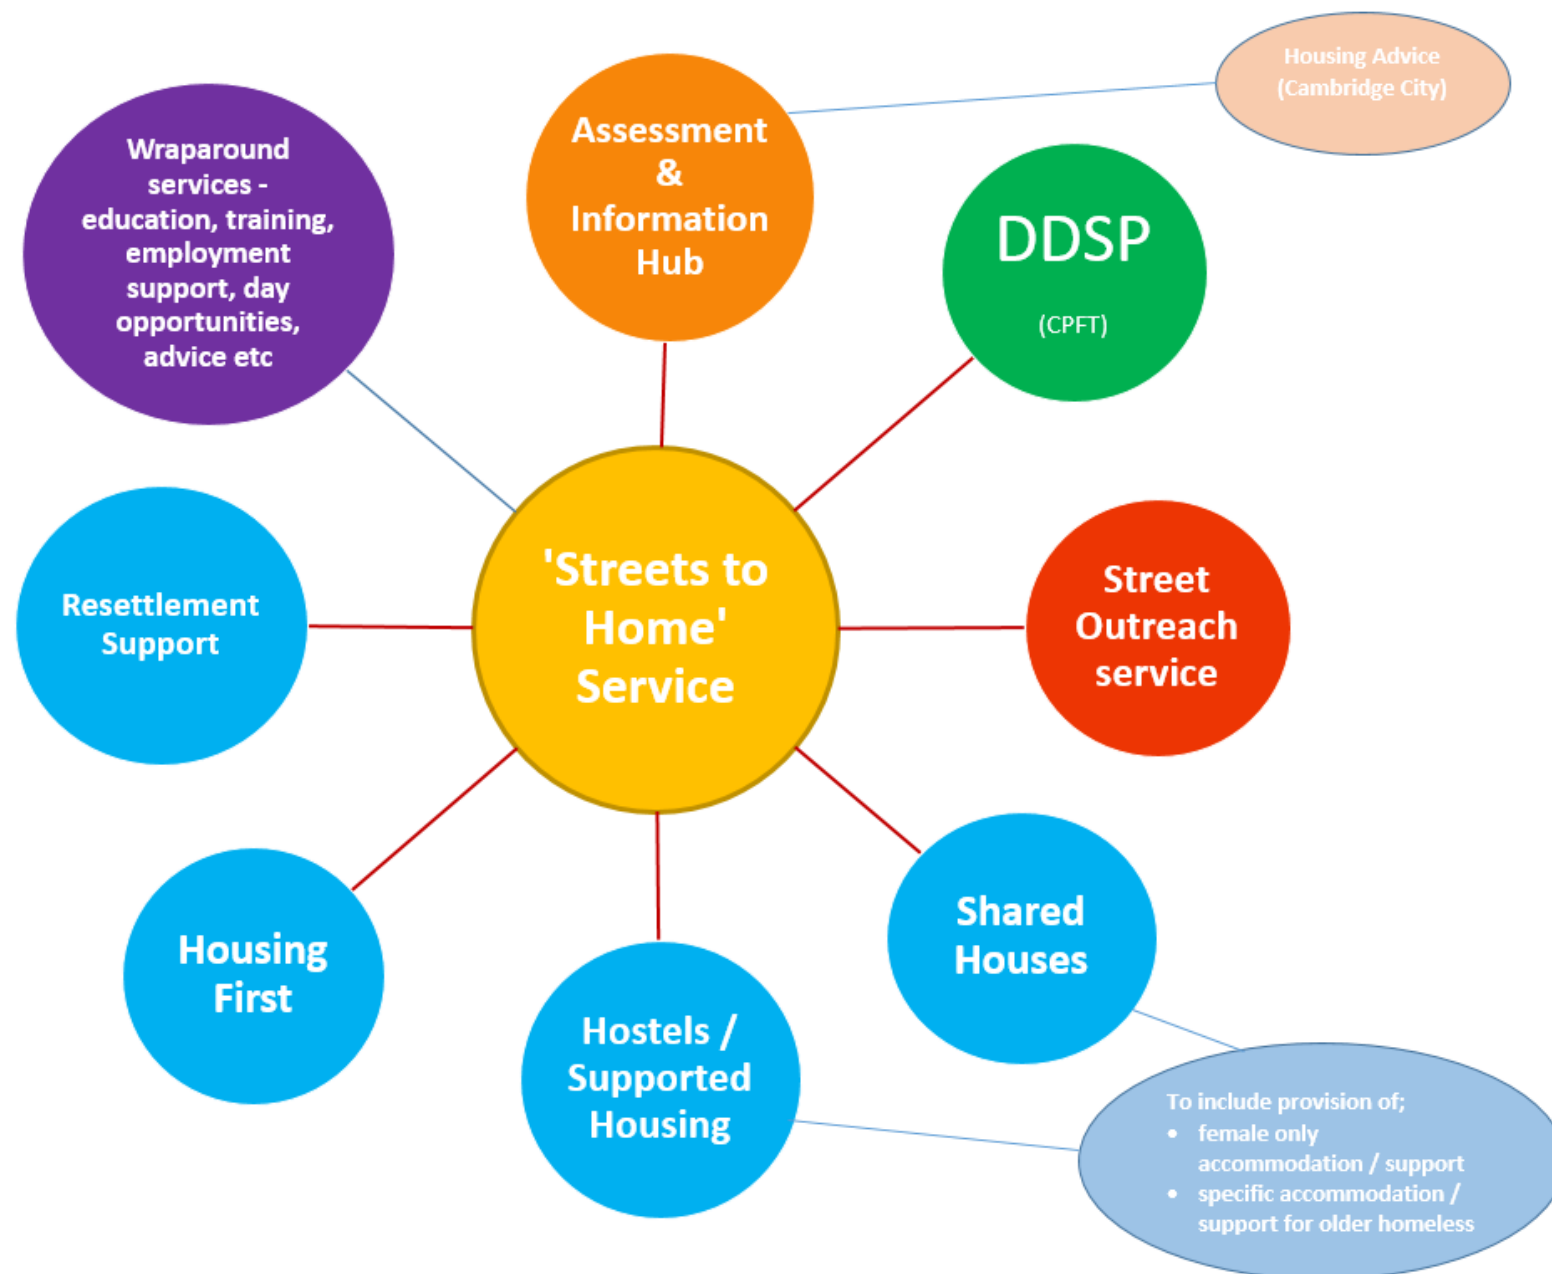 Housing Advice
(Cambridge City)
Assessment
&
Information
Hub
Wraparound
services -
education, training,
employment
support, day
opportunities,
advice etc
DDSP
(CPFT)
'Streets to
Home'
Service
Resettlement
Support
Street
Outreach
service
Shared
Houses
Housing
First
Hostels /
Supported
Housing
To include provision of;
• female only
accommodation / support
• specific accommodation /
support for older homeless